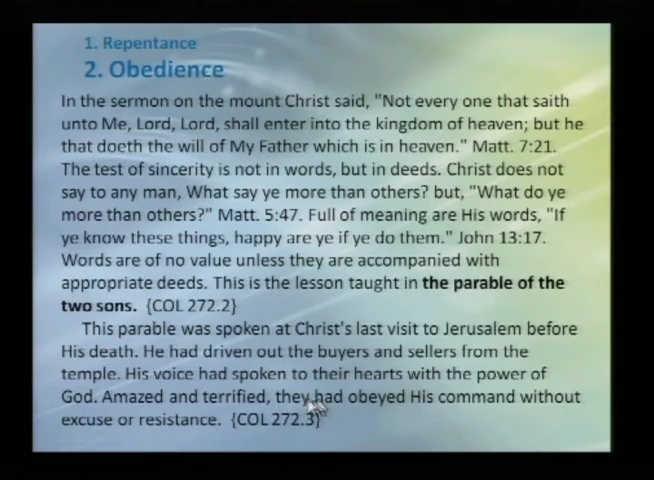 1. Repentance
2. Obedience
In the sermon on the mount Christ said, "Not every one that saith
unto Me, Lord, Lord, shall enter into the kingdom of heaven; but he
that doeth the will of My Father which is in heaven." Matt. 7:21.
The test of sincerity is not in words, but in deeds. Christ does not
say to any man, What say ye more than others? but, "What do ye
more than others?" Matt. 5:47. Full of meaning are His words, "If
ye know these things, happy are ye if ye do them." John 13:17.
Words are of no value unless they are accompanied with
appropriate deeds. This is the lesson taught in the parable of the
two sons. {COL 272.2}
This parable was spoken at Christ's last visit to Jerusalem before
His death. He had driven out the buyers and sellers from the
temple. His voice had spoken to their hearts with the power of
God. Amazed and terrified, they had obeyed His command without
excuse or resistance. {COL 272.3}